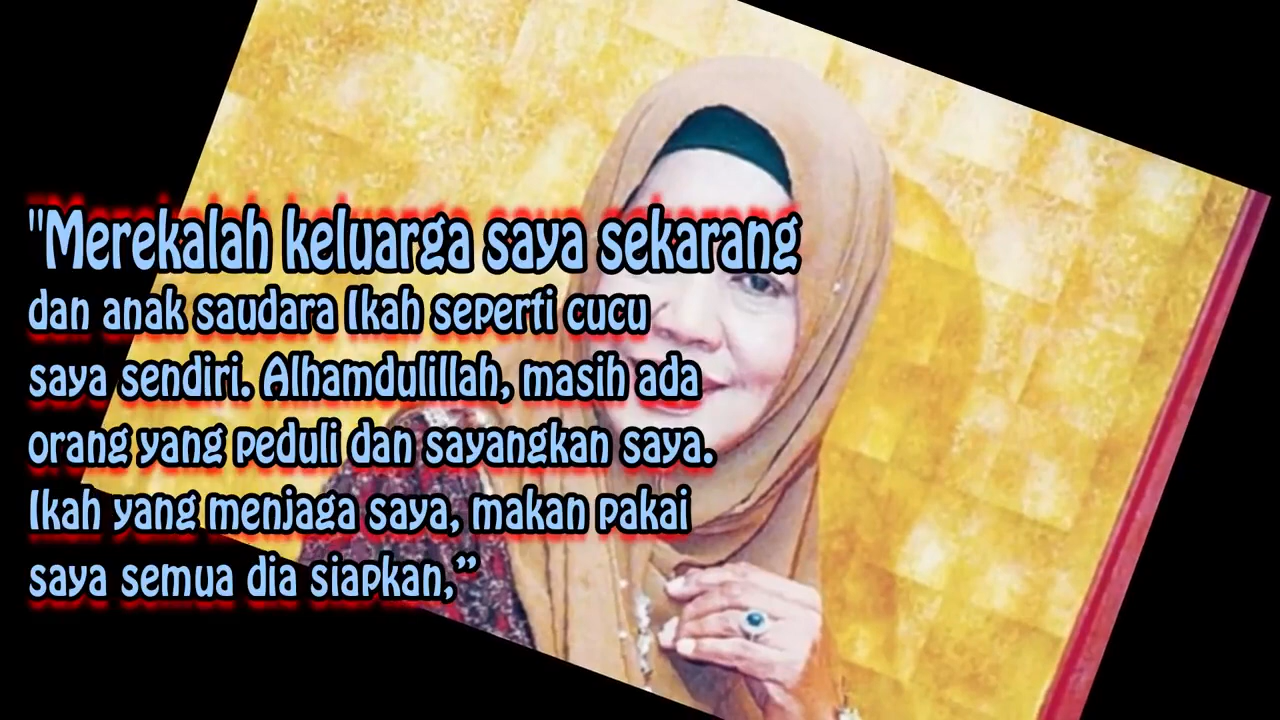 "Merekalah keluarga saya sekarang
dan anak saudara Ikah seperti cucu
saya sendiri. Alhamdulillah, masih ada
orang yang peduli dan sayangkan saya.
Ikah yang menjaga saya, makan pakai
saya semua dia siapkan,”